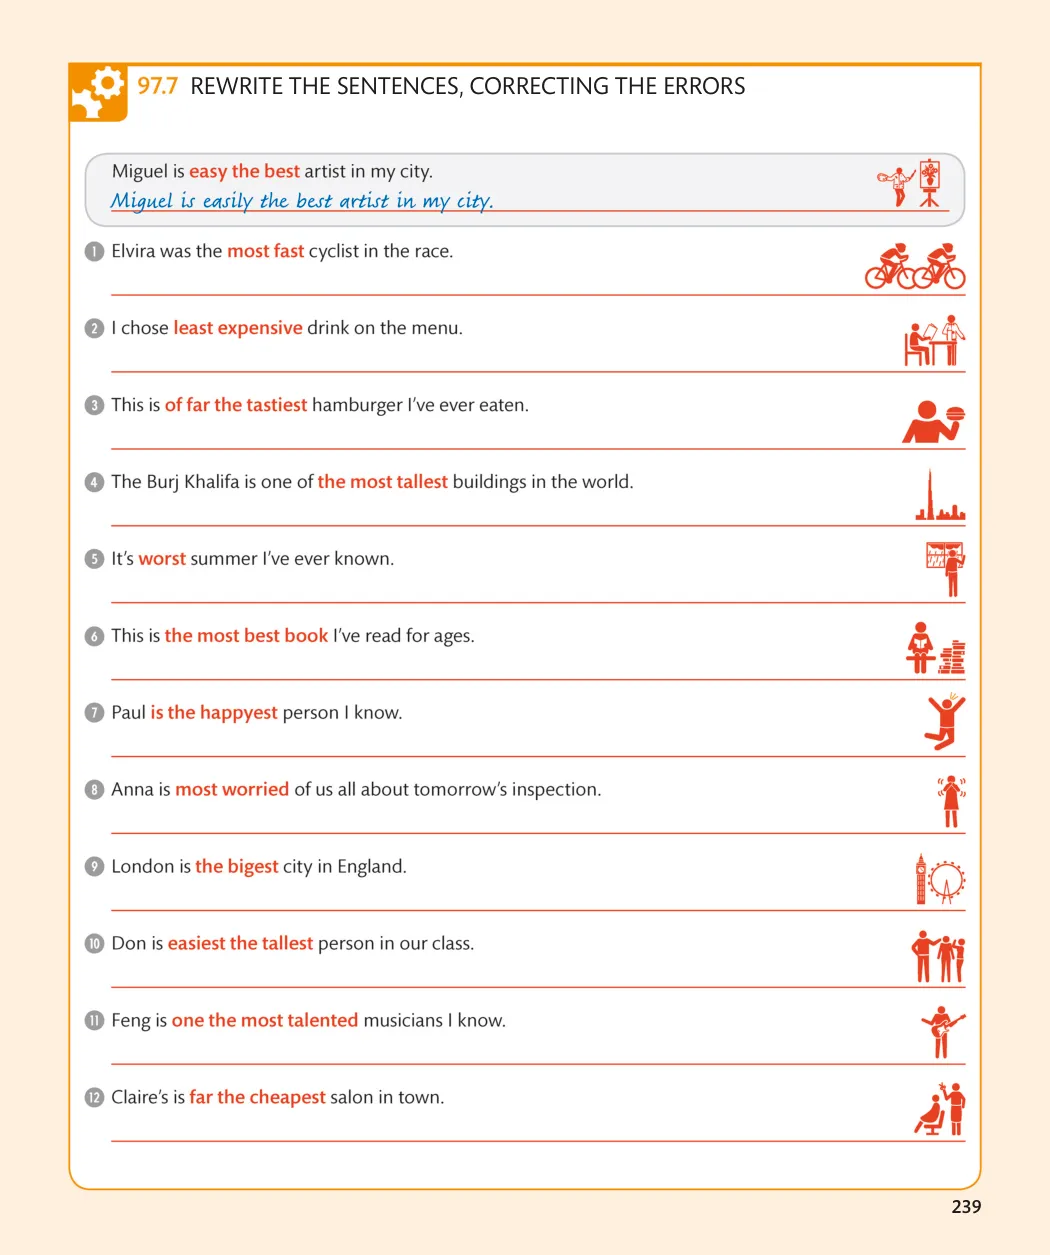 97.7 REWRITE THE SENTENCES, CORRECTING THE ERRORS
Miguel is easy the best artist in my city.
Miguel is easily the best artist in my city.
1 Elvira was the most fast cyclist in the race.
2 I chose least expensive drink on the menu.
3 This is of far the tastiest hamburger I’ve ever eaten.
4 The Burj Khalifa is one of the most tallest buildings in the world.
5 It’s worst summer I’ve ever known.
6 This is the most best book I’ve read for ages.
7 Paul is the happyest person I know.
8 Anna is most worried of us all about tomorrow’s inspection.
9 London is the bigest city in England.
10 Don is easiest the tallest person in our class.
11 Feng is one the most talented musicians I know.
12 Claire’s is far the cheapest salon in town.
239